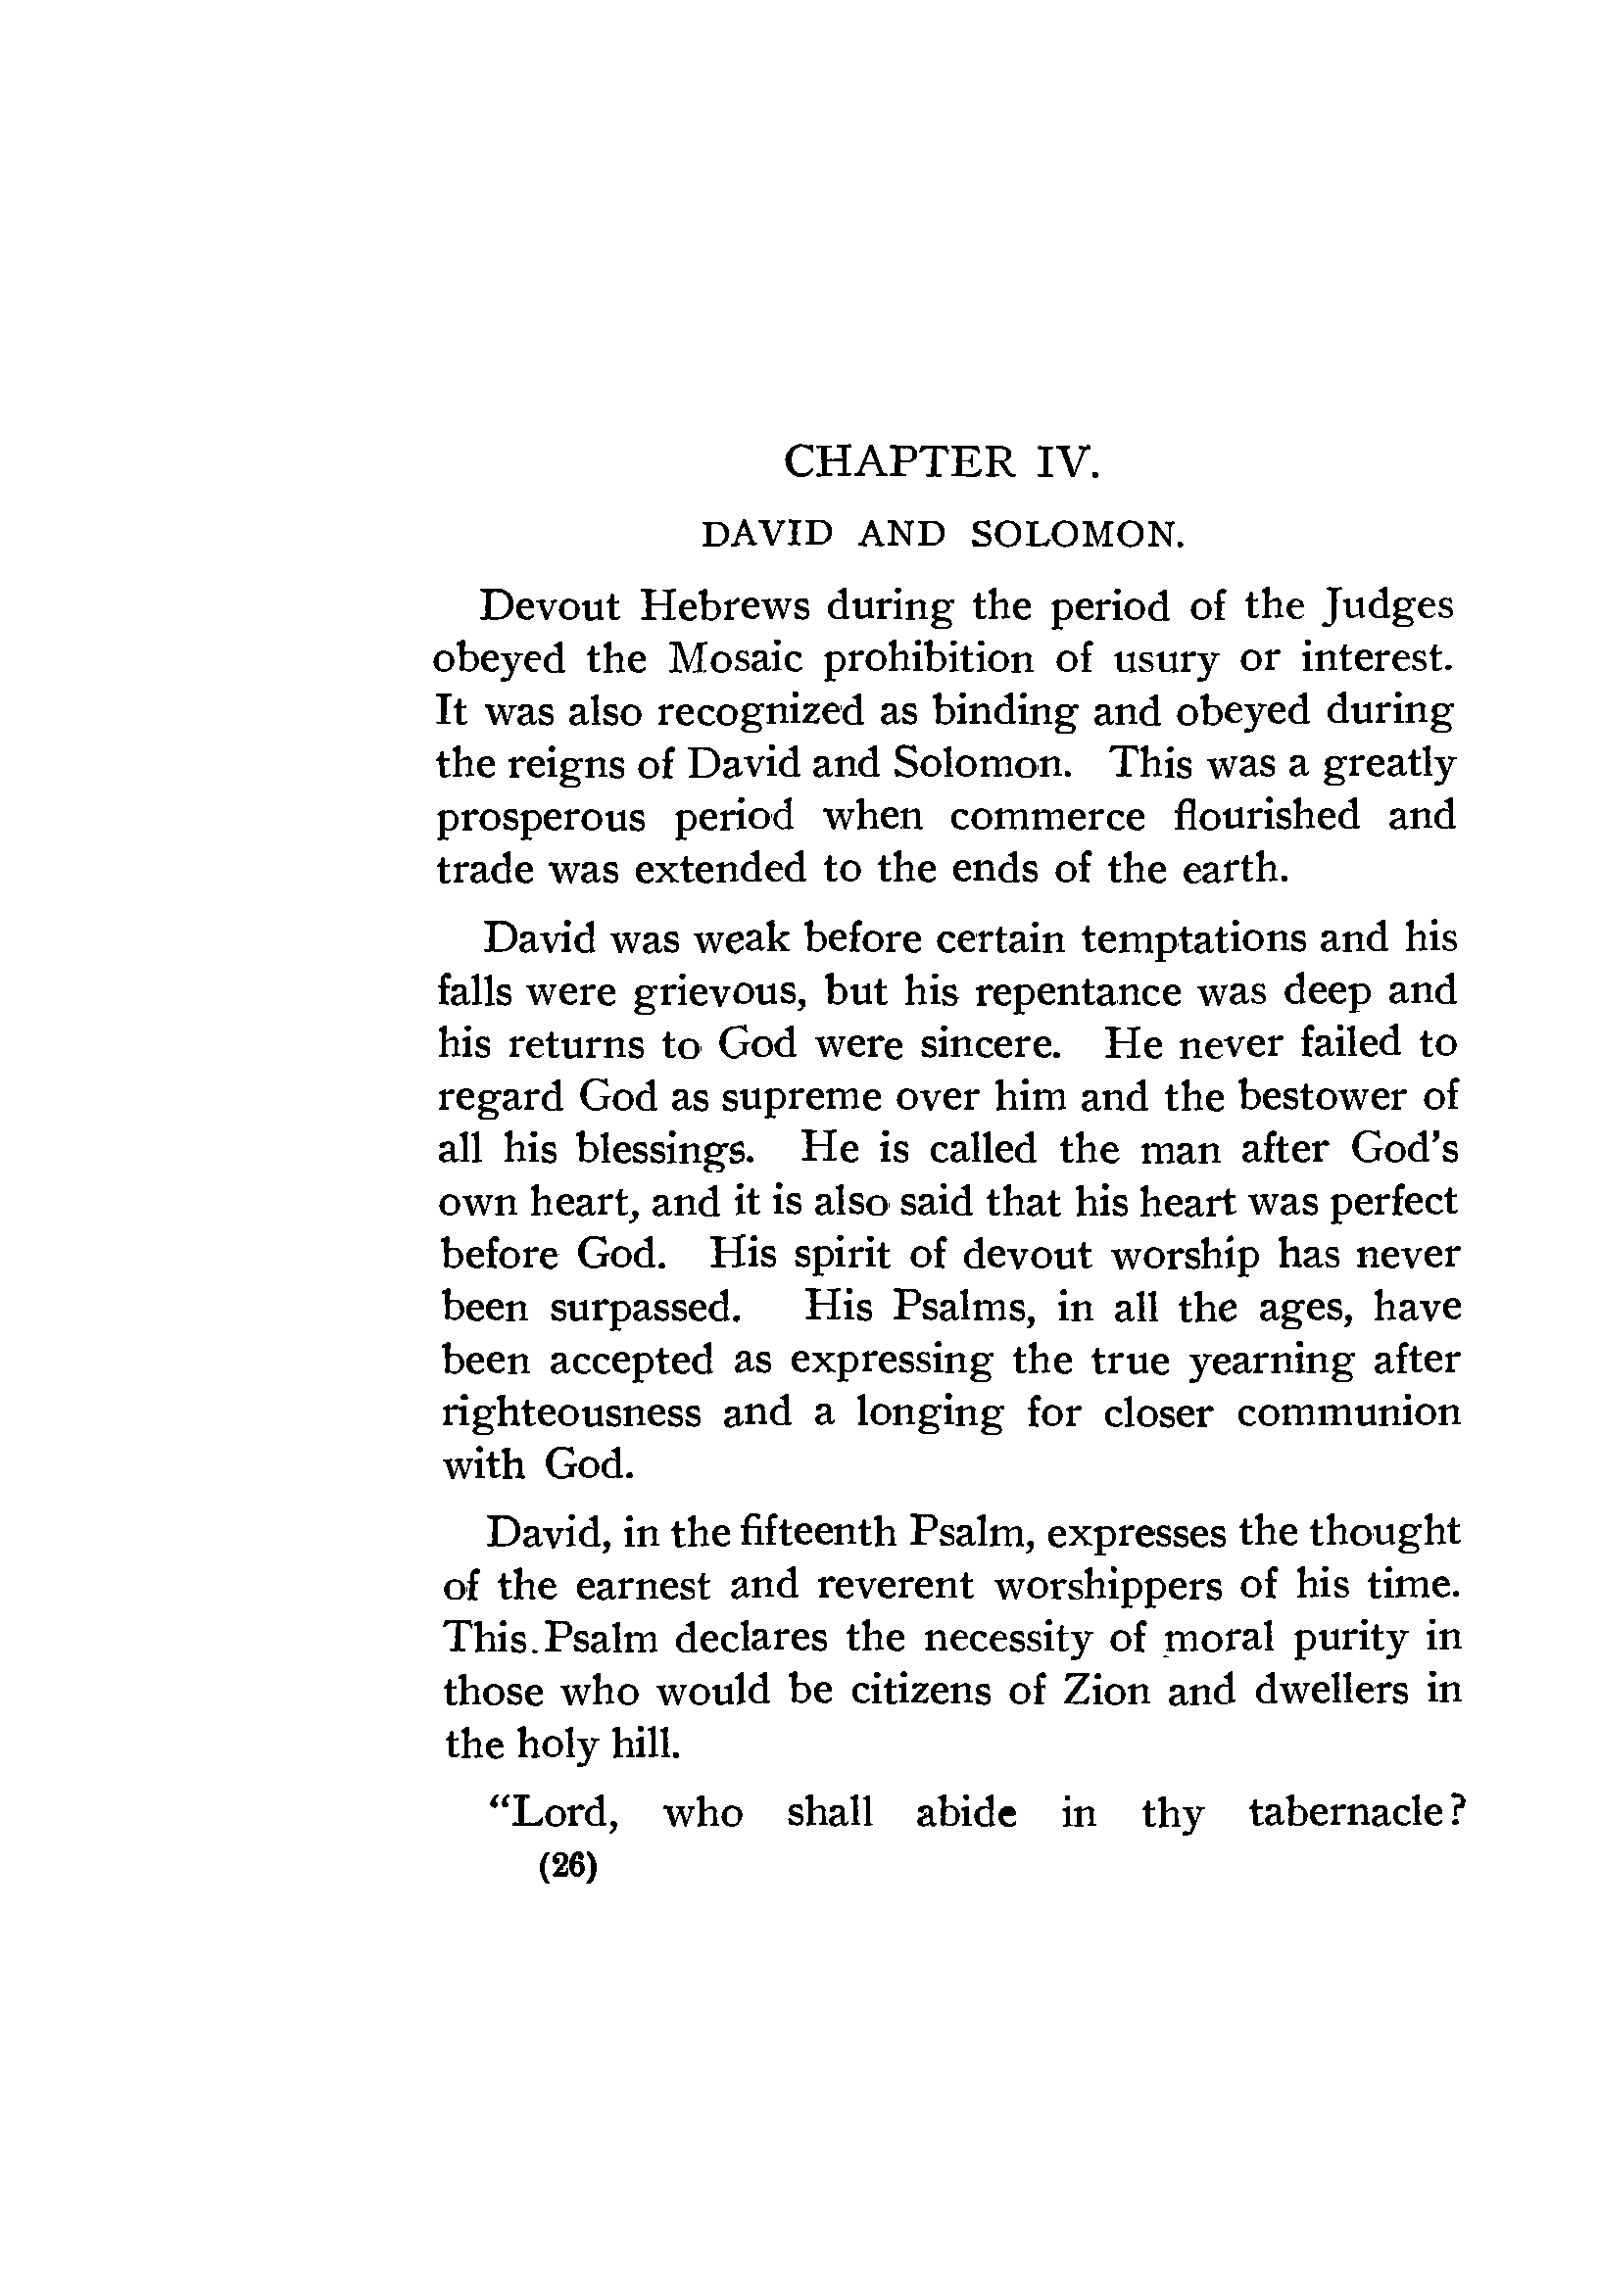 CHAPTER IV.
DAVID AND SOLOMON.
Devout Hebrews during the period of the Judges
obeyed the Mosaic prohibition of usury or interest.
It was also recognized as binding and obeyed during
the reigns of David and Solomon. This was a greatly
prosperous period when commerce flourished and
trade was extended to the ends of the earth.
David was weak before certain temptations and his
falls were grievous, but his repentance was deep and
his returns to God were sincere. He never failed to
regard God as supreme over him and the bestower of
all his blessings. He is called the man after God's
own heart, and it is also said that his heart was perfect
before God. His spirit of devout worship has never
been surpassed. His Psalms, in all the ages, have
been accepted as expressing the true yearning after
righteousness and a longing for closer communion
with God.
David, in the fifteenth Psalm, expresses the thought
of the earnest and reverent worshippers of his time.
This Psalm declares the necessity of moral purity in
those who would be citizens of Zion and dwellers in
the holy hill.
"Lord, who shall abide in thy tabernacle?
(26)